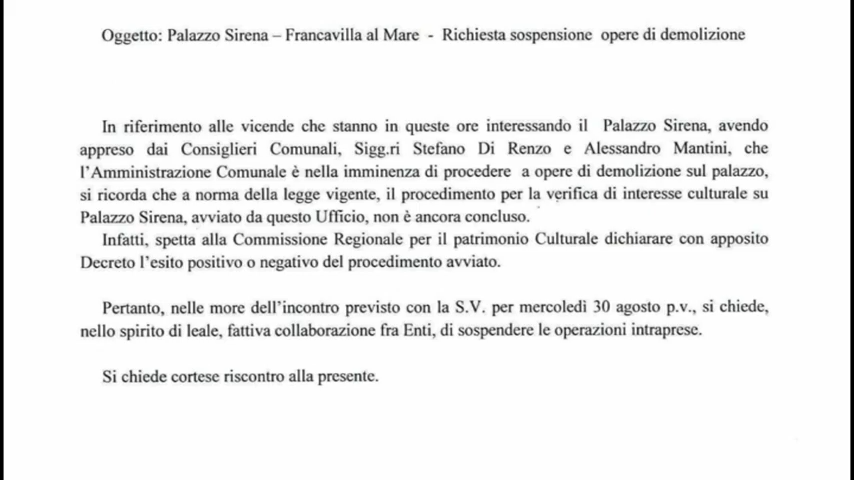 Oggetto: Palazzo Sirena – Francavilla al Mare - Richiesta sospensione opere di demolizione
In riferimento alle vicende che stanno in queste ore interessando il Palazzo Sirena, avendo
appreso dai Consiglieri Comunali, Sigg.ri Stefano Di Renzo e Alessandro Mantini, che
l'Amministrazione Comunale è nella imminenza di procedere a opere di demolizione sul palazzo,
si ricorda che a norma della legge vigente, il procedimento per la verifica di interesse culturale su
Palazzo Sirena, avviato da questo Ufficio, non è ancora concluso.
Infatti, spetta alla Commissione Regionale per il patrimonio Culturale dichiarare con apposito
Decreto l'esito positivo o negativo del procedimento avviato.
Pertanto, nelle more dell'incontro previsto con la S.V. per mercoledì 30 agosto p.v., si chiede,
nello spirito di leale, fattiva collaborazione fra Enti, di sospendere le operazioni intraprese.
Si chiede cortese riscontro alla presente.